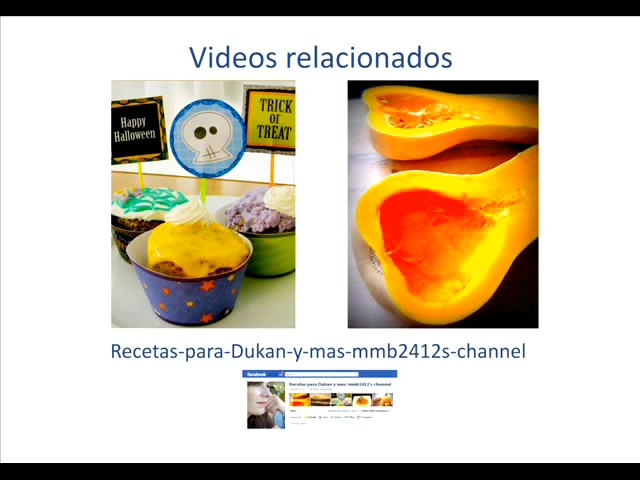 Videos relacionados
Happy
Halloween
TRICK
or
TREAT
Recetas-para-Dukan-y-mas-mmb2412s-channel
facebook
Recetas para Dukan y mas: mmb2412's channel